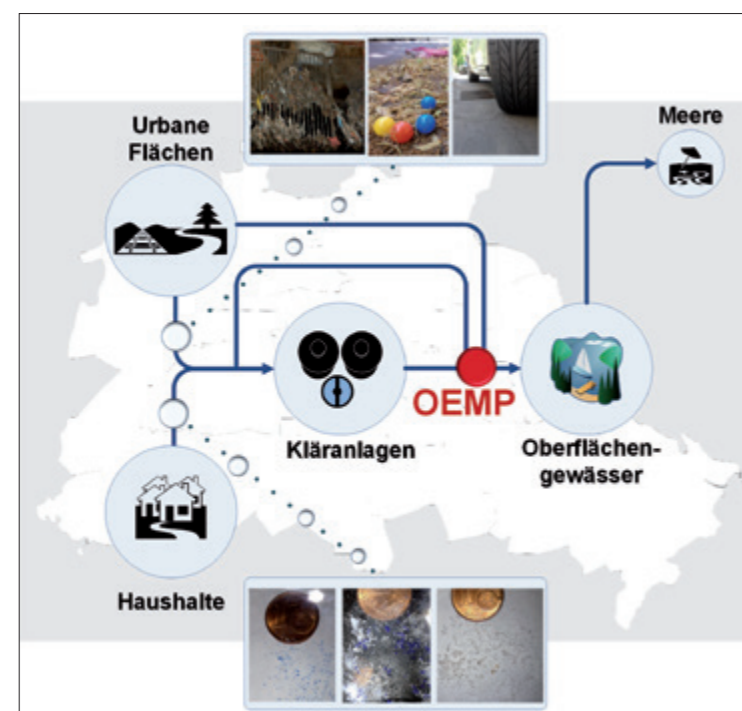 Urbane
Flächen
Meere
OEMP
Kläranlagen
Oberflächen-
gewässer
Haushalte